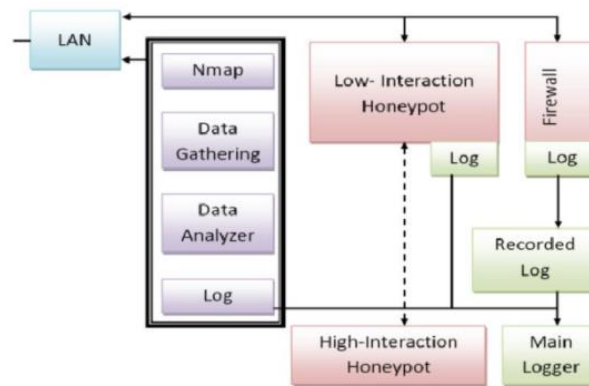 LAN
Nmap
Data
Gathering
Data
Analyzer
Log
Low- Interaction
Honeypot
Log
Firewall
Log
Recorded
Log
High-Interaction
Honeypot
Main
Logger